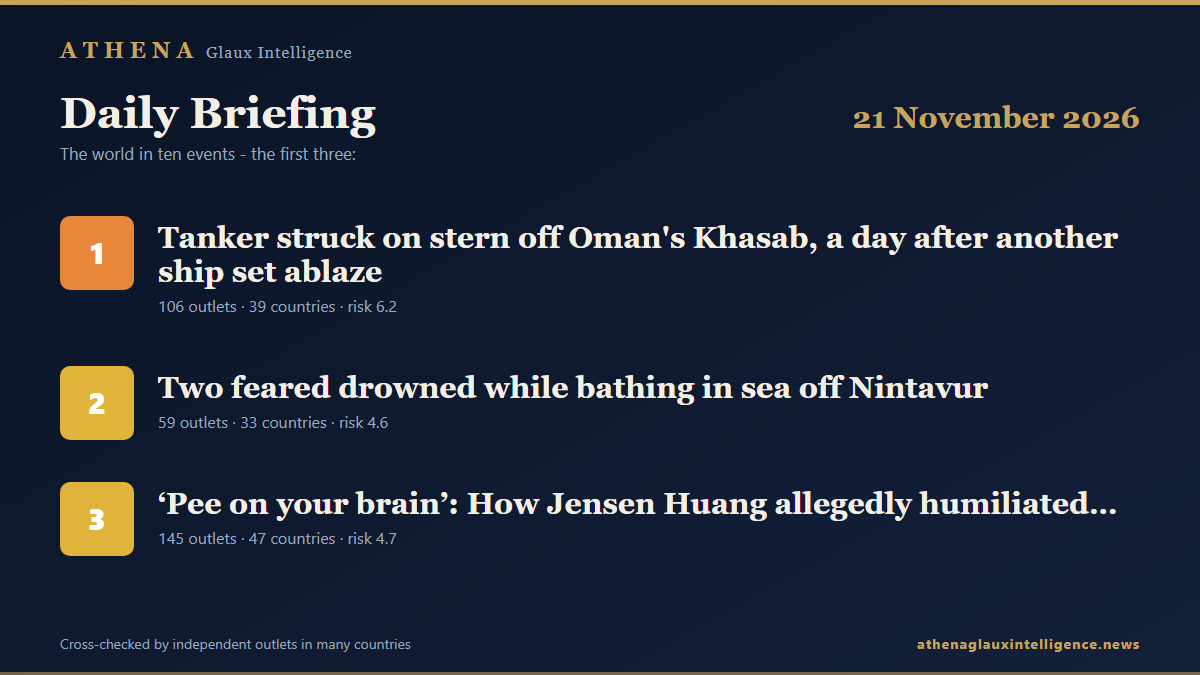 ATHENA Glaux Intelligence
Daily Briefing
21 November 2026
The world in ten events - the first three:
1
Tanker struck on stern off Oman's Khasab, a day after another
ship set ablaze
106 outlets · 39 countries · risk 6.2
2
Two feared drowned while bathing in sea off Nintavur
59 outlets · 33 countries · risk 4.6
3
‘Pee on your brain’: How Jensen Huang allegedly humiliated...
145 outlets · 47 countries · risk 4.7
Cross-checked by independent outlets in many countries
athenaglauxintelligence.news